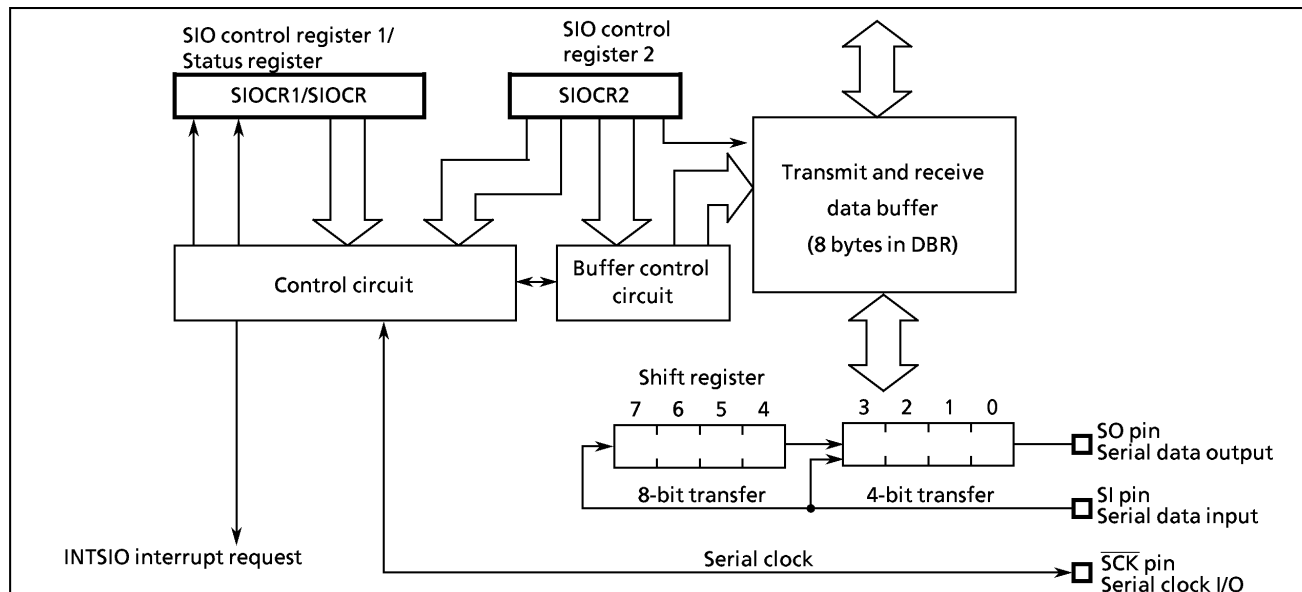 SIO control register 1/
Status register
SIOCR1/SIOCR
SIO control
register 2
SIOCR2
Transmit and receive
data buffer
(8 bytes in DBR)
Control circuit
Buffer control
circuit
Shift register
7 6 5 4
3 2 1 0
8-bit transfer
4-bit transfer
SO pin
Serial data output
SI pin
Serial data input
INTSIO interrupt request
Serial clock
S̅C̅K̅ pin
Serial clock I/O